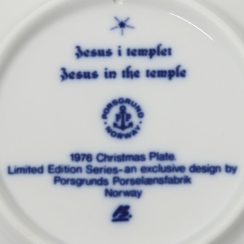 Jesus i templet
Jesus in the temple
PORSGRUND
NORWAY
1976 Christmas Plate.
Limited Edition Series-an exclusive design by
Porsgrunds Porselænsfabrik
Norway